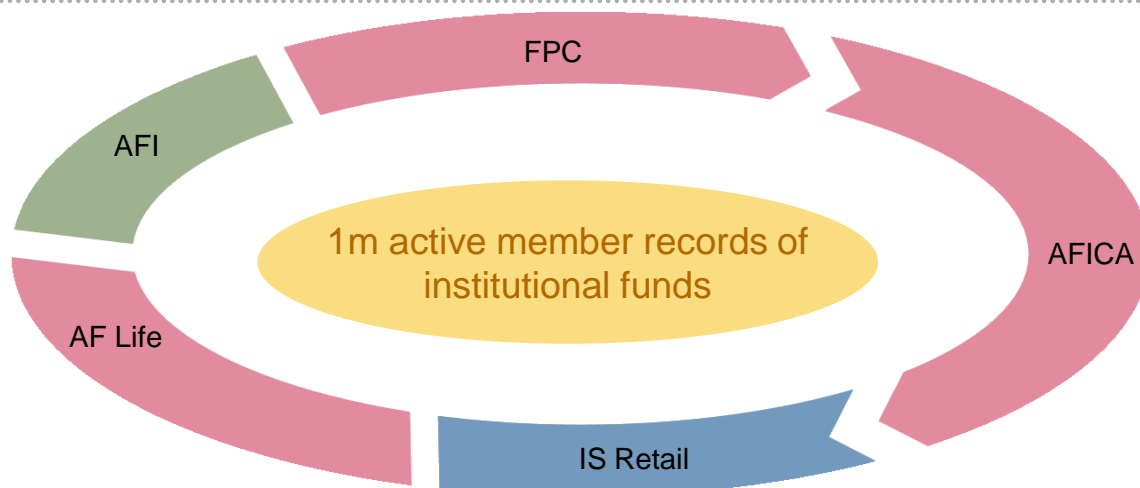 FPC
AFI
AFICA
1m active member records of
institutional funds
AF Life
IS Retail